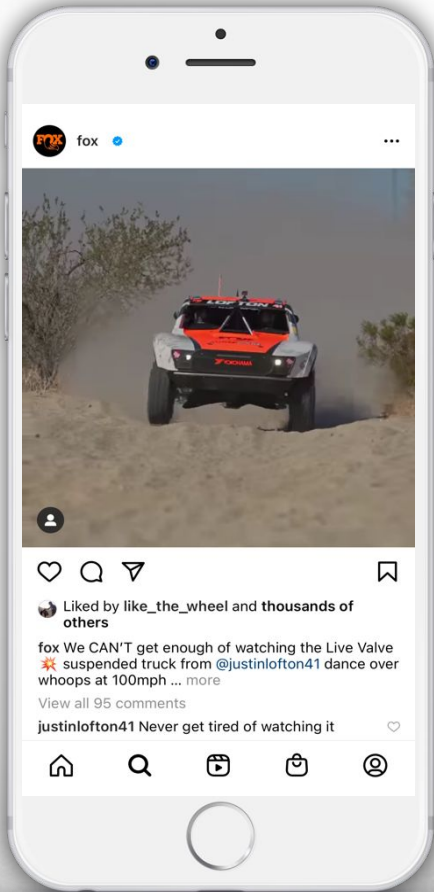 FOX
fox
LOFTON
YOKOHAMA
Liked by like_the_wheel and thousands of
others
fox We CAN'T get enough of watching the Live Valve
💥 suspended truck from @justinlofton41 dance over
whoops at 100mph ... more
View all 95 comments
justinlofton41 Never get tired of watching it